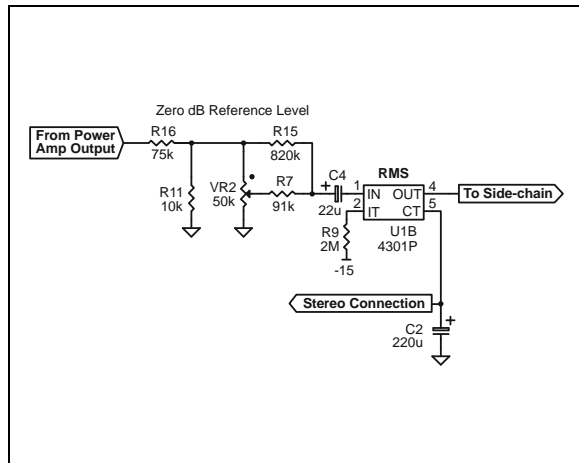 Zero dB Reference Level
From Power
Amp Output
R16
75k
R15
820k
R11
10k
VR2
50k
R7
91k
C4
+
22u
RMS
1
IN
OUT
4
2
IT
CT
5
U1B
4301P
To Side-chain
R9
2M
-15
Stereo Connection
C2
+
220u